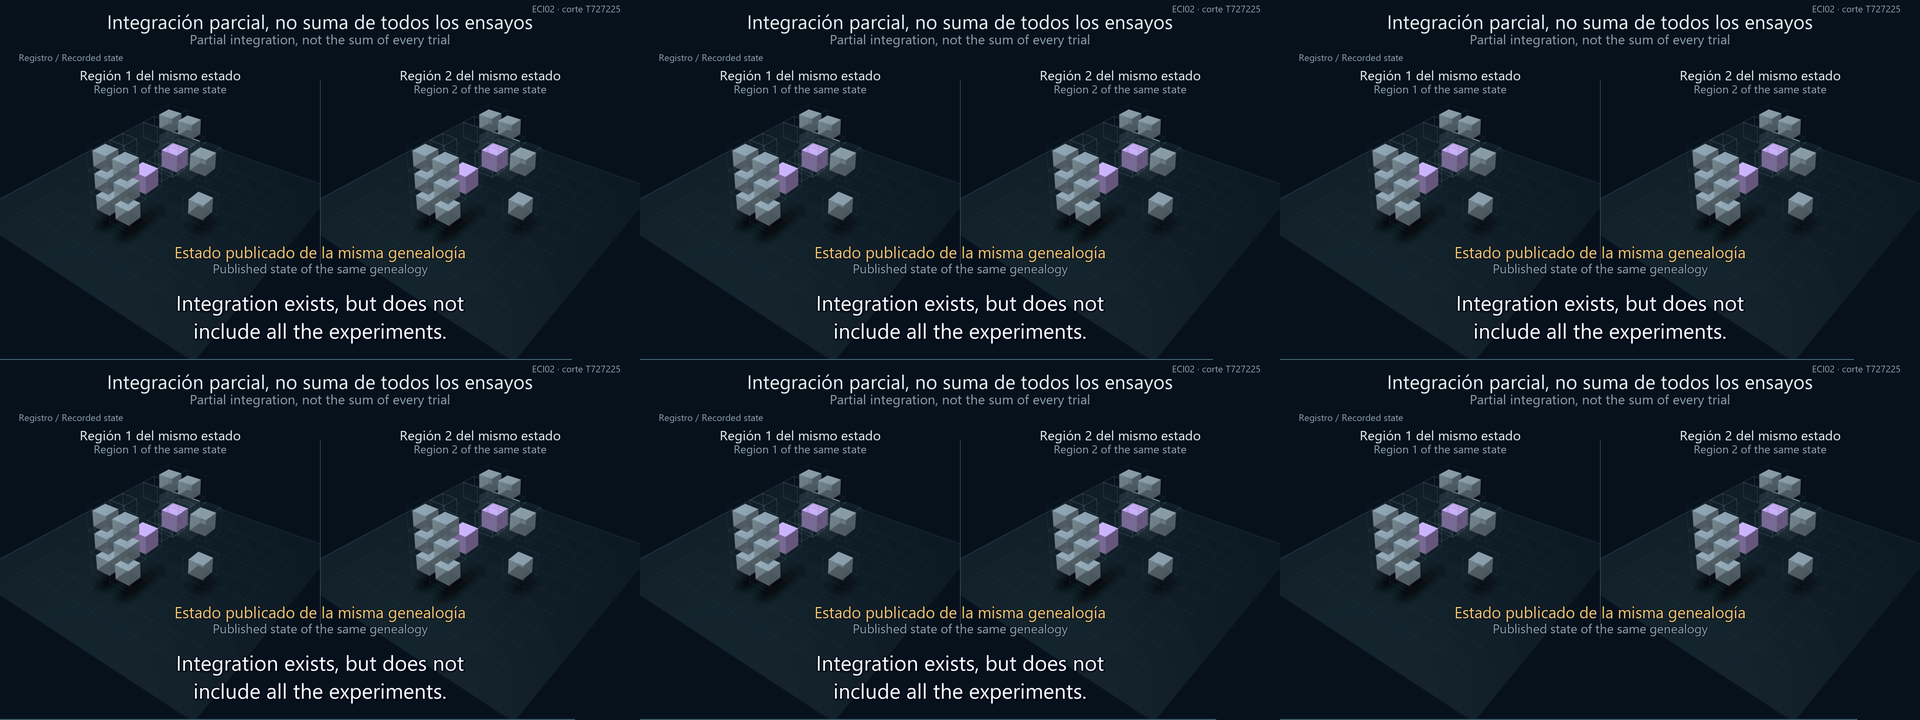 ECI02 · corte T727225
Integración parcial, no suma de todos los ensayos
Partial integration, not the sum of every trial
Registro / Recorded state
Región 1 del mismo estado
Region 1 of the same state
Región 2 del mismo estado
Region 2 of the same state
Estado publicado de la misma genealogía
Published state of the same genealogy
Integration exists, but does not
include all the experiments.
ECI02 · corte T727225
Integración parcial, no suma de todos los ensayos
Partial integration, not the sum of every trial
Registro / Recorded state
Región 1 del mismo estado
Region 1 of the same state
Región 2 del mismo estado
Region 2 of the same state
Estado publicado de la misma genealogía
Published state of the same genealogy
Integration exists, but does not
include all the experiments.
ECI02 · corte T727225
Integración parcial, no suma de todos los ensayos
Partial integration, not the sum of every trial
Registro / Recorded state
Región 1 del mismo estado
Region 1 of the same state
Región 2 del mismo estado
Region 2 of the same state
Estado publicado de la misma genealogía
Published state of the same genealogy
Integration exists, but does not
include all the experiments.
ECI02 · corte T727225
Integración parcial, no suma de todos los ensayos
Partial integration, not the sum of every trial
Registro / Recorded state
Región 1 del mismo estado
Region 1 of the same state
Región 2 del mismo estado
Region 2 of the same state
Estado publicado de la misma genealogía
Published state of the same genealogy
Integration exists, but does not
include all the experiments.
ECI02 · corte T727225
Integración parcial, no suma de todos los ensayos
Partial integration, not the sum of every trial
Registro / Recorded state
Región 1 del mismo estado
Region 1 of the same state
Región 2 del mismo estado
Region 2 of the same state
Estado publicado de la misma genealogía
Published state of the same genealogy
Integration exists, but does not
include all the experiments.
ECI02 · corte T727225
Integración parcial, no suma de todos los ensayos
Partial integration, not the sum of every trial
Registro / Recorded state
Región 1 del mismo estado
Region 1 of the same state
Región 2 del mismo estado
Region 2 of the same state
Estado publicado de la misma genealogía
Published state of the same genealogy